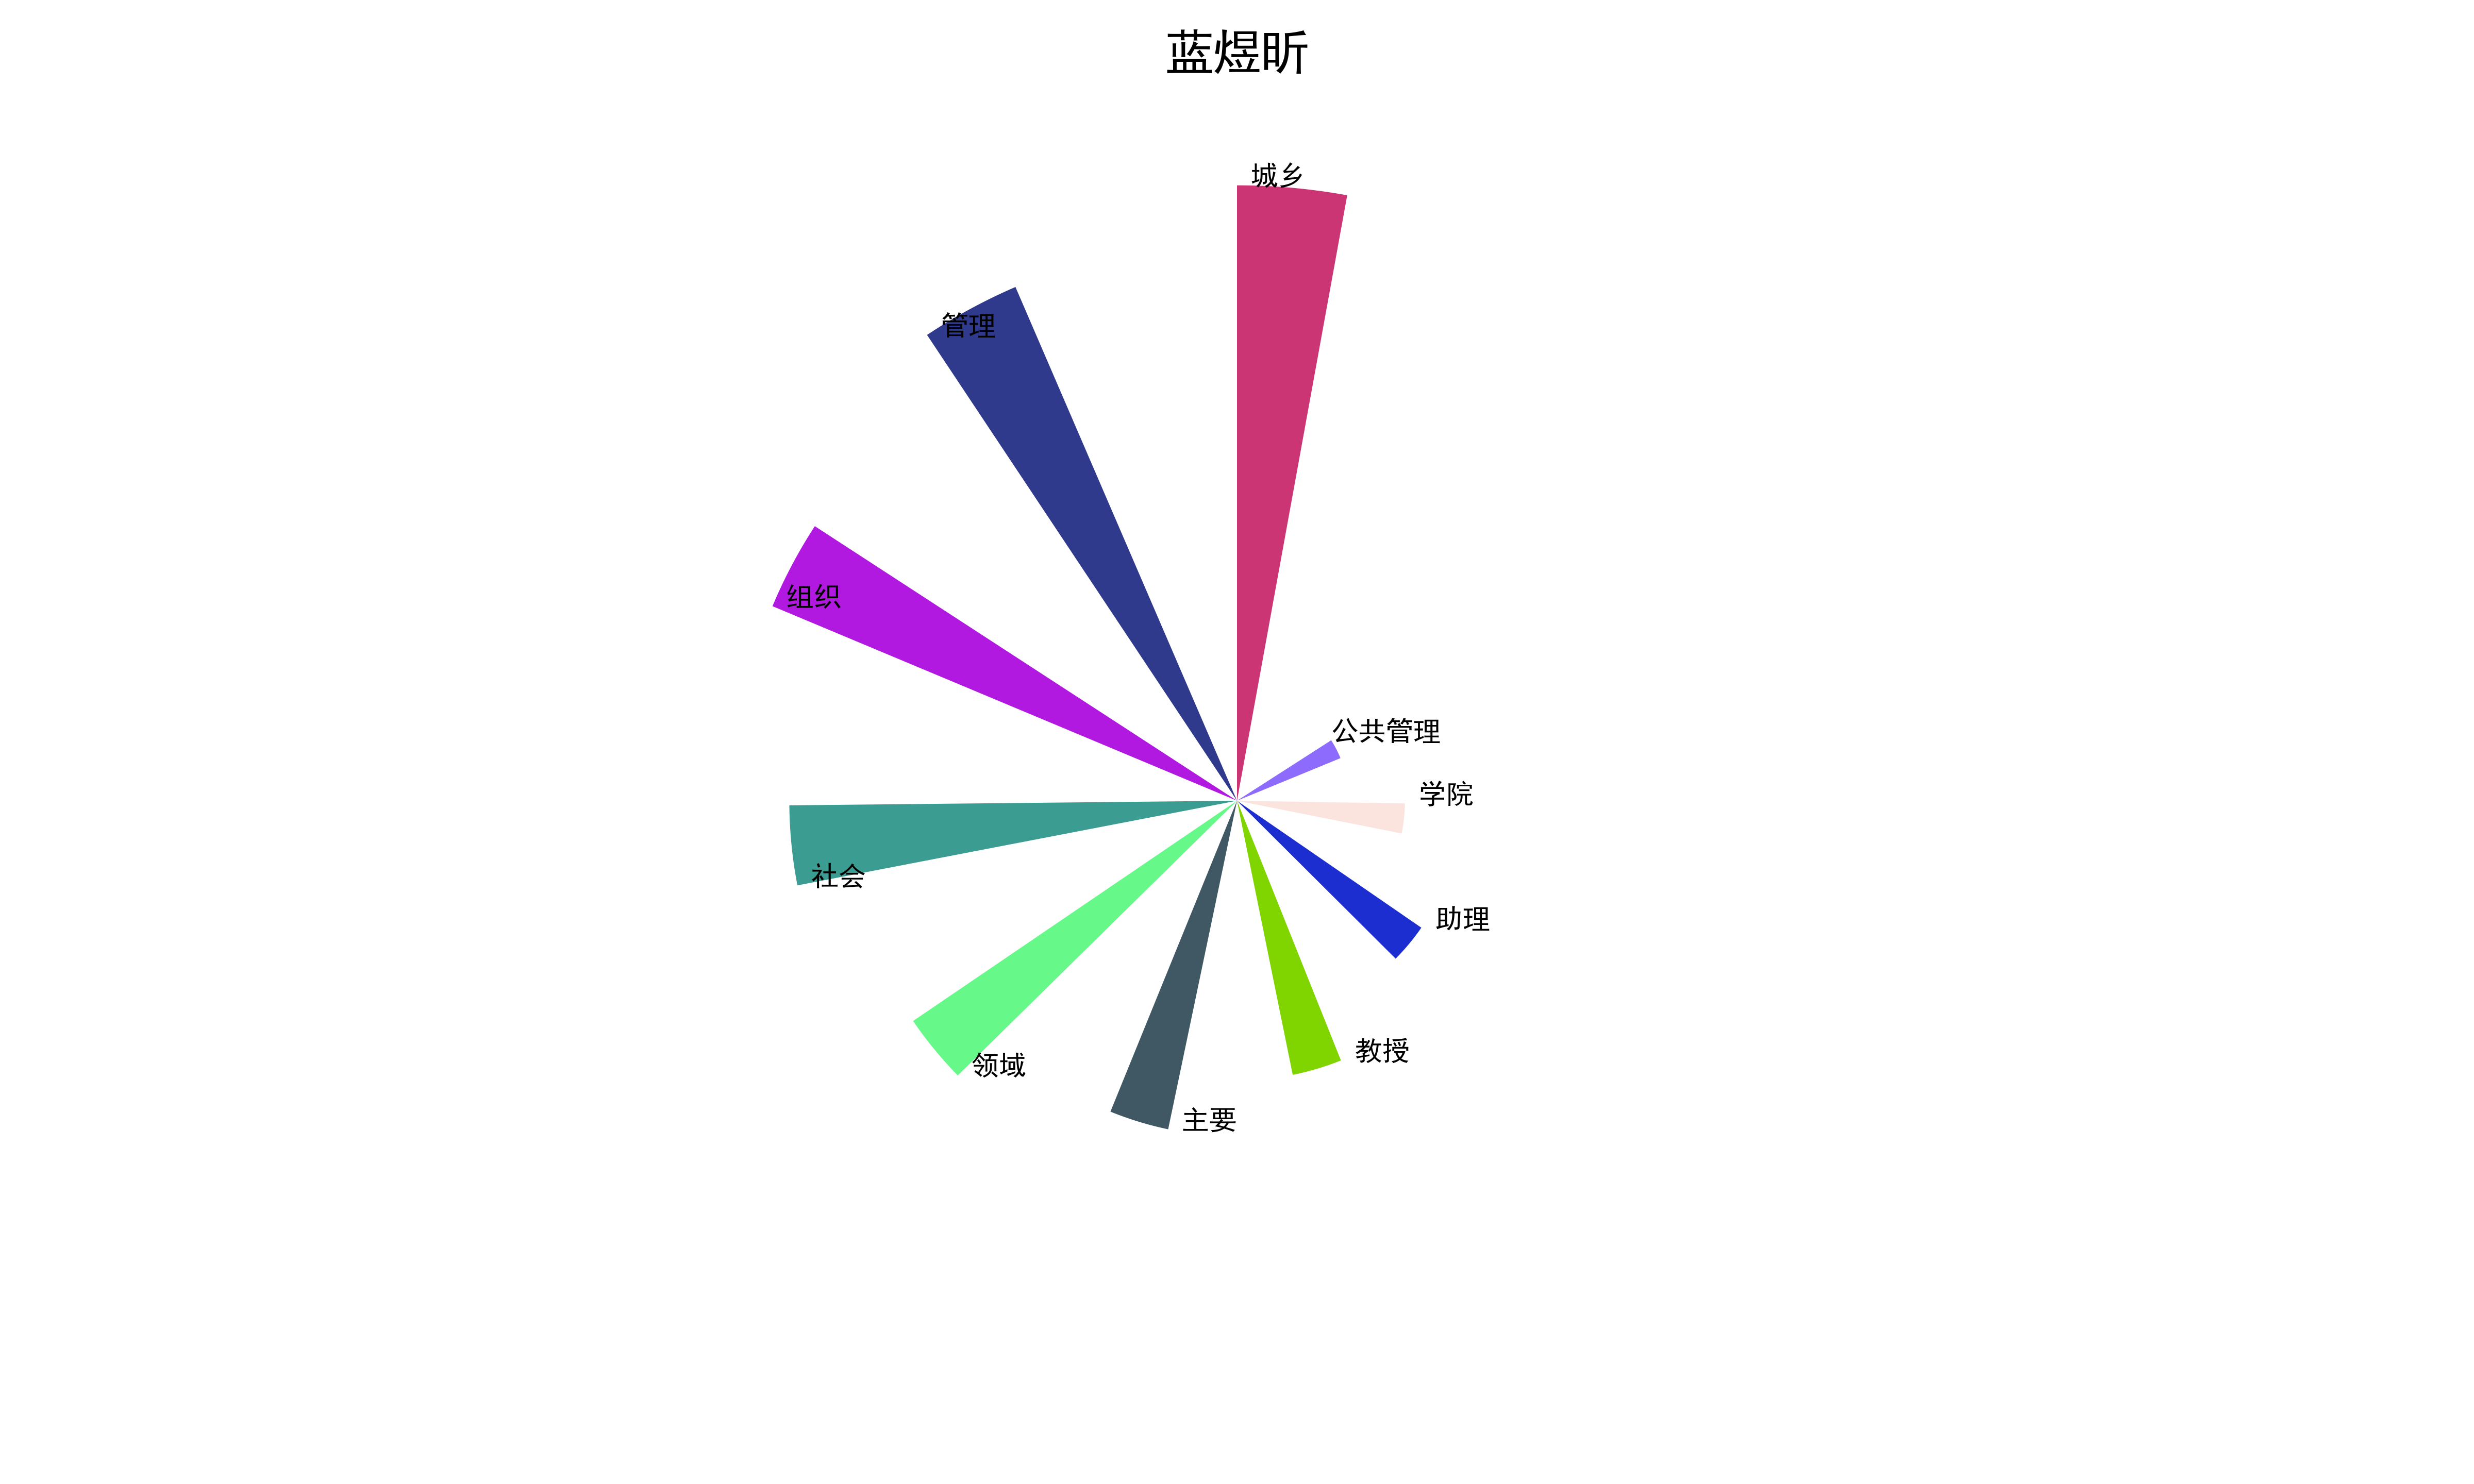 蓝煜昕
城乡
管理
组织
公共管理
学院
社会
助理
教授
领域
主要